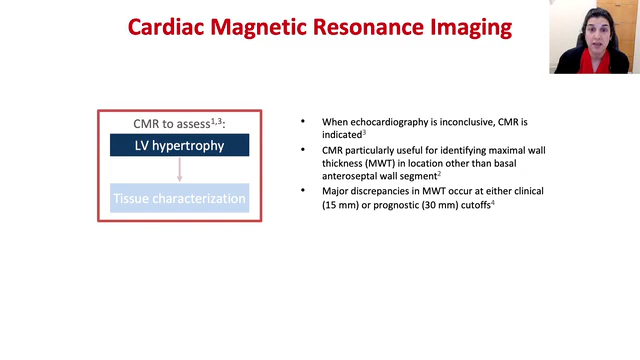 Cardiac Magnetic Resonance Imaging
CMR to assess1,3:
LV hypertrophy
Tissue characterization
• When echocardiography is inconclusive, CMR is
indicated3
• CMR particularly useful for identifying maximal wall
thickness (MWT) in location other than basal
anteroseptal wall segment2
• Major discrepancies in MWT occur at either clinical
(15 mm) or prognostic (30 mm) cutoffs4